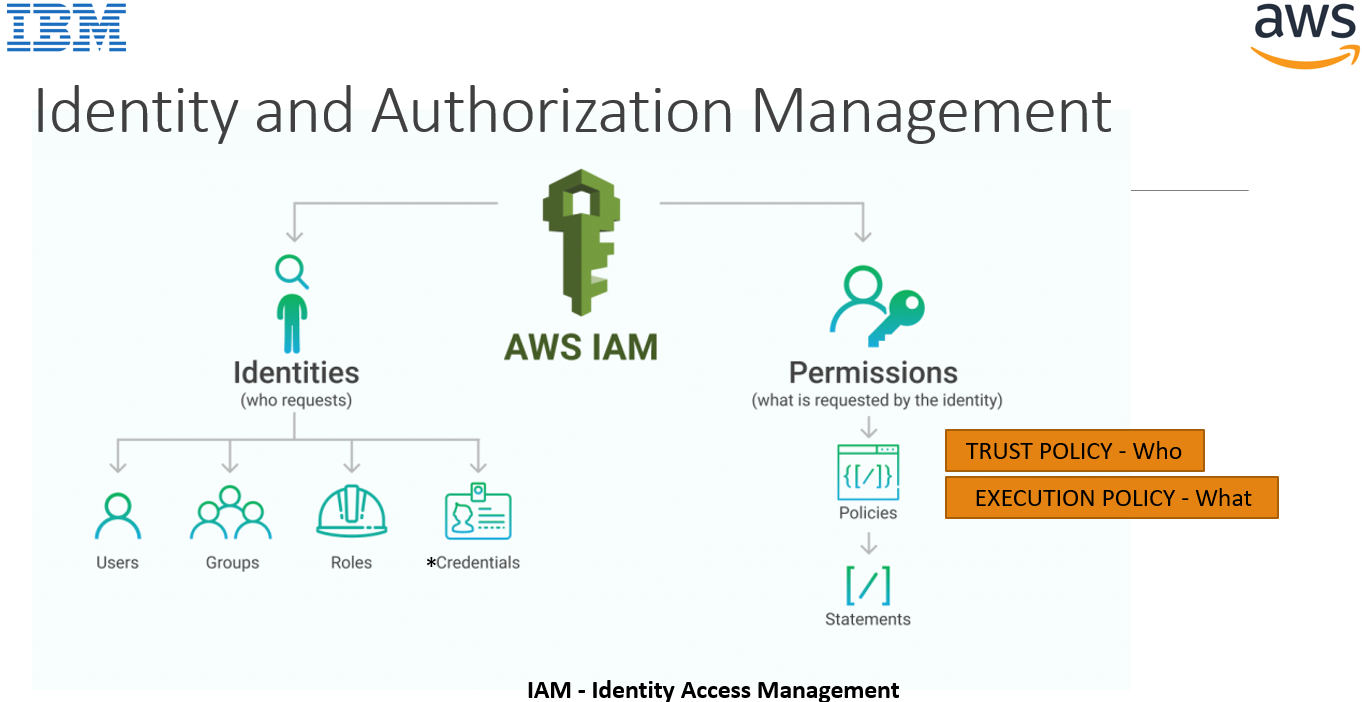 IBM
aws
Identity and Authorization Management
AWS IAM
Identities
(who requests)
Permissions
(what is requested by the identity)
TRUST POLICY - Who
{[/]}
EXECUTION POLICY - What
Policies
Users
Groups
Roles
*Credentials
[/]
Statements
IAM - Identity Access Management